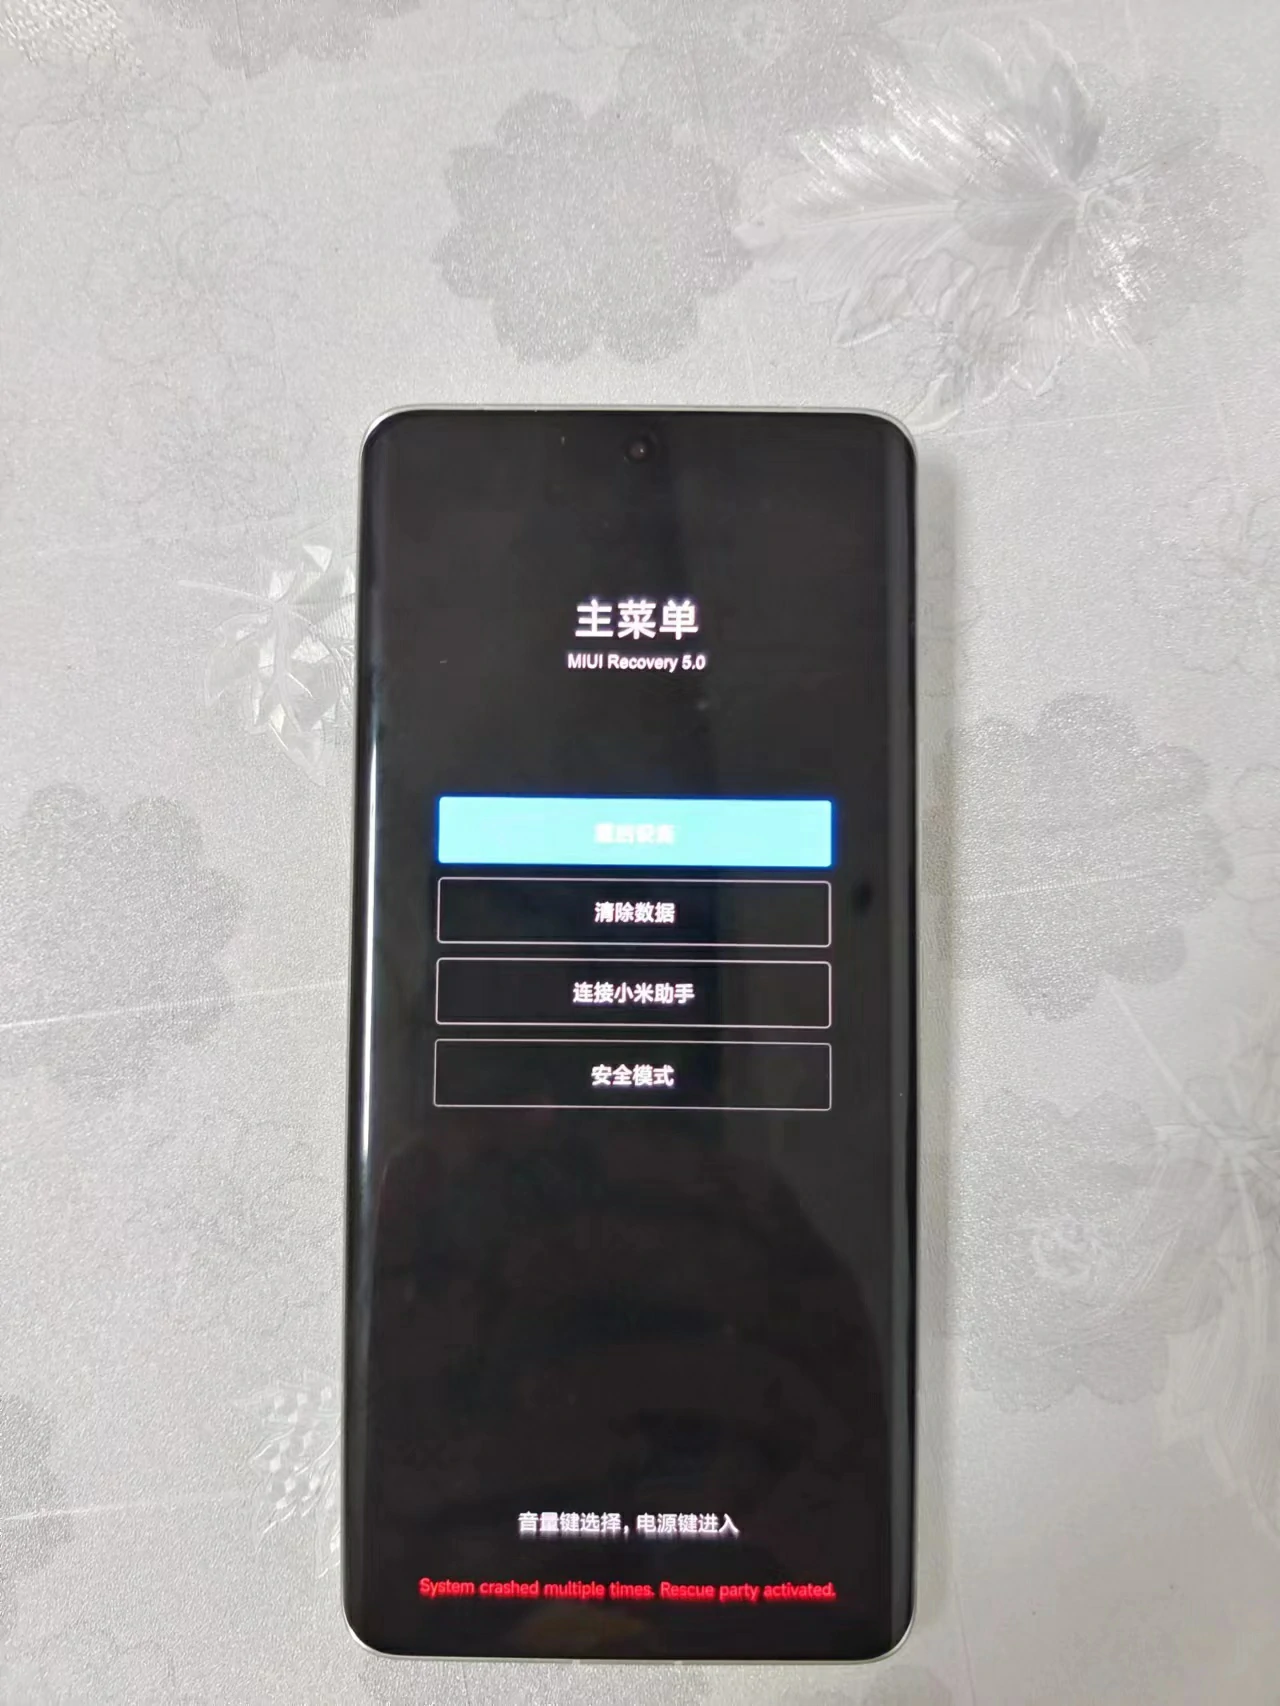 主菜单
MIUI Recovery 5.0
重启设备
清除数据
连接小米助手
安全模式
音量键选择，电源键进入
System crashed multiple times. Rescue party activated.